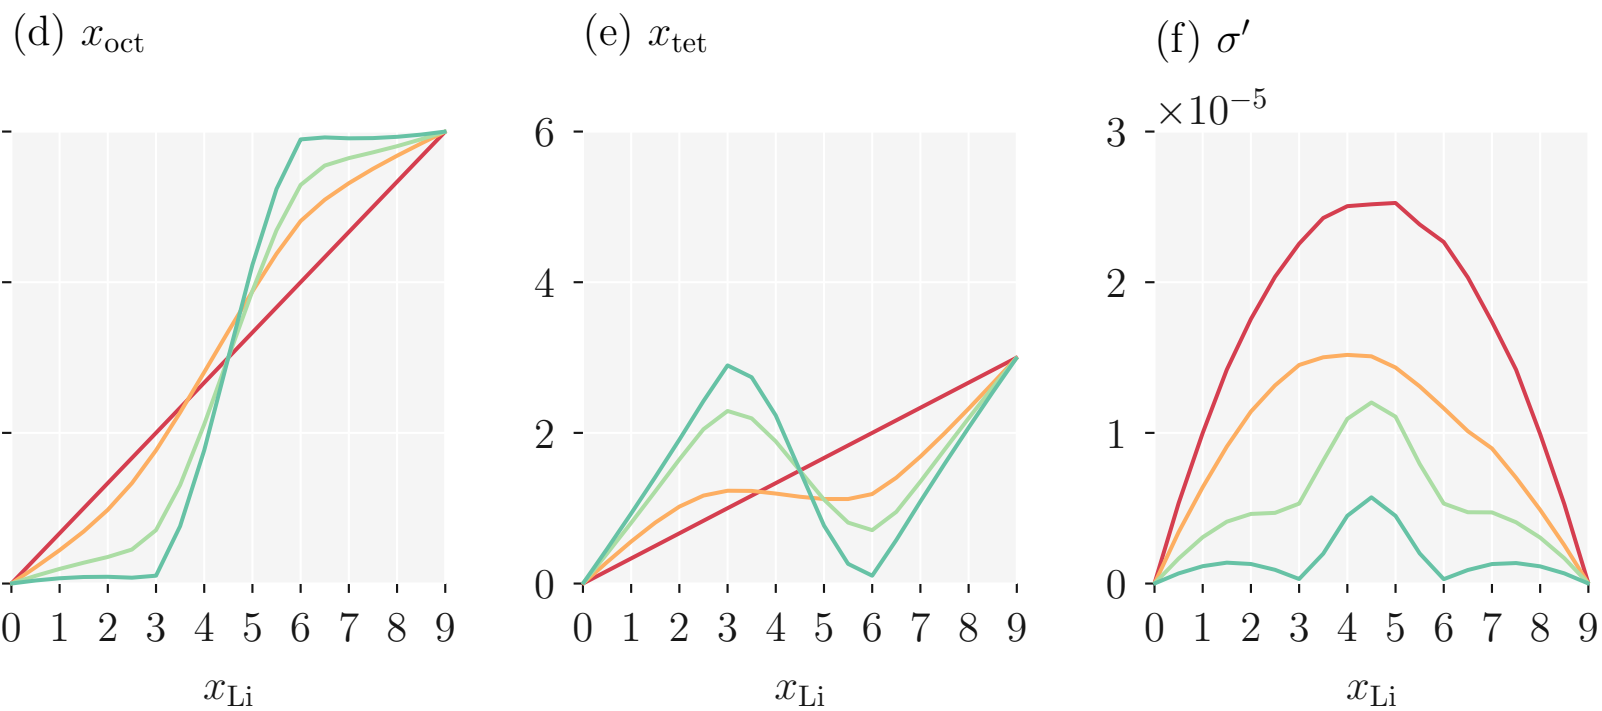 (d) x_oct
(e) x_tet
(f) σ′
×10⁻⁵
6
4
2
0
3
2
1
0
0 1 2 3 4 5 6 7 8 9
0 1 2 3 4 5 6 7 8 9
0 1 2 3 4 5 6 7 8 9
x_Li
x_Li
x_Li